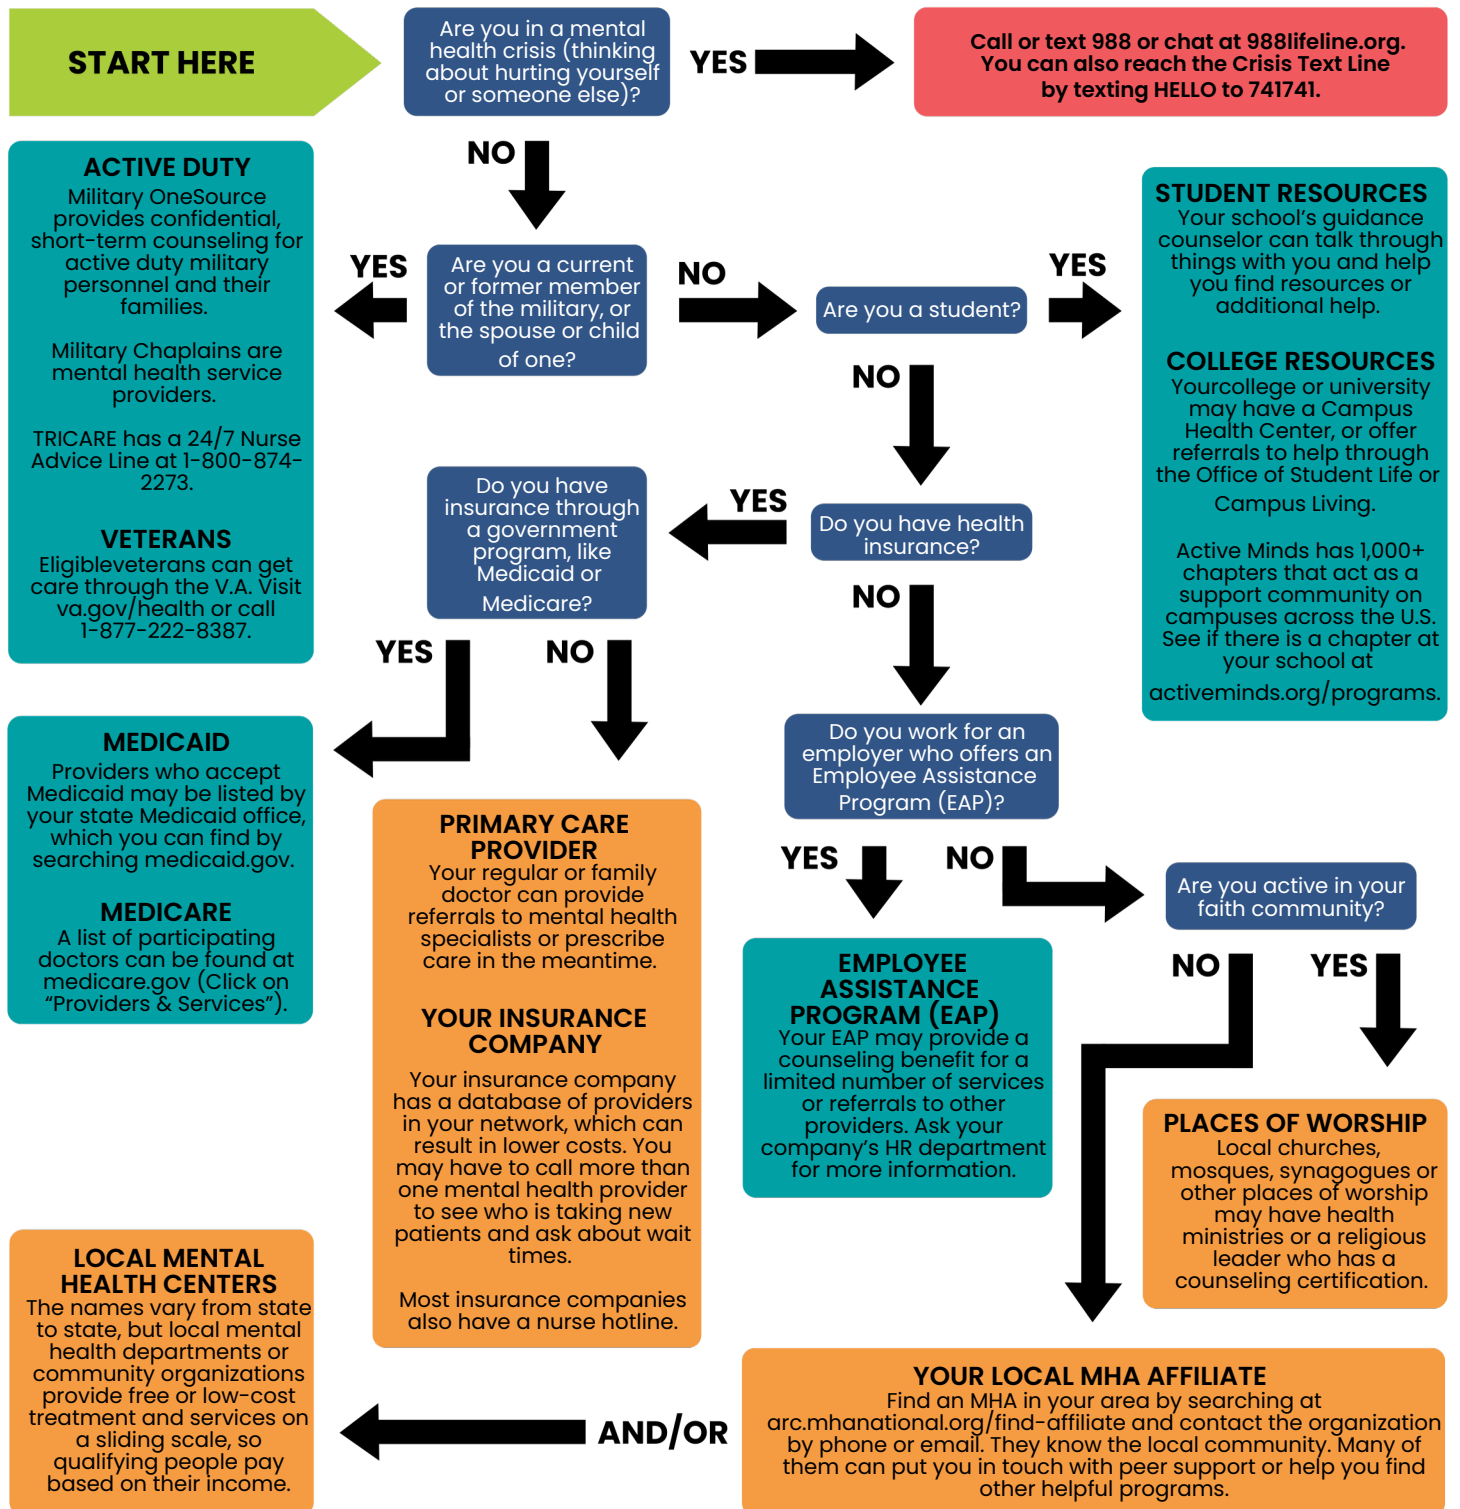 START HERE
Are you in a mental
health crisis (thinking
about hurting yourself
or someone else)?
YES
Call or text 988 or chat at 988lifeline.org.
You can also reach the Crisis Text Line
by texting HELLO to 741741.
NO
ACTIVE DUTY
Military OneSource
provides confidential,
short-term counseling for
active duty military
personnel and their
families.
Military Chaplains are
mental health service
providers.
TRICARE has a 24/7 Nurse
Advice Line at 1-800-874-
2273.
VETERANS
Eligibleveterans can get
care through the V.A. Visit
va.gov/health or call
1-877-222-8387.
YES
Are you a current
or former member
of the military, or
the spouse or child
of one?
NO
Are you a student?
YES
STUDENT RESOURCES
Your school's guidance
counselor can talk through
things with you and help
you find resources or
additional help.
COLLEGE RESOURCES
Yourcollege or university
may have a Campus
Health Center, or offer
referrals to help through
the Office of Student Life or
Campus Living.
Active Minds has 1,000+
chapters that act as a
support community on
campuses across the U.S.
See if there is a chapter at
your school at
activeminds.org/programs.
NO
Do you have health
insurance?
YES
Do you have
insurance through
a government
program, like
Medicaid or
Medicare?
YES
NO
MEDICAID
Providers who accept
Medicaid may be listed by
your state Medicaid office,
which you can find by
searching medicaid.gov.
MEDICARE
A list of participating
doctors can be found at
medicare.gov (Click on
“Providers & Services”).
PRIMARY CARE
PROVIDER
Your regular or family
doctor can provide
referrals to mental health
specialists or prescribe
care in the meantime.
YOUR INSURANCE
COMPANY
Your insurance company
has a database of providers
in your network, which can
result in lower costs. You
may have to call more than
one mental health provider
to see who is taking new
patients and ask about wait
times.
Most insurance companies
also have a nurse hotline.
NO
Do you work for an
employer who offers an
Employee Assistance
Program (EAP)?
YES
NO
EMPLOYEE
ASSISTANCE
PROGRAM (EAP)
Your EAP may provide a
counseling benefit for a
limited number of services
or referrals to other
providers. Ask your
company's HR department
for more information.
Are you active in your
faith community?
NO
YES
PLACES OF WORSHIP
Local churches,
mosques, synagogues or
other places of worship
may have health
ministries or a religious
leader who has a
counseling certification.
YOUR LOCAL MHA AFFILIATE
Find an MHA in your area by searching at
arc.mhanational.org/find-affiliate and contact the organization
by phone or email. They know the local community. Many of
them can put you in touch with peer support or help you find
other helpful programs.
AND/OR
LOCAL MENTAL
HEALTH CENTERS
The names vary from state
to state, but local mental
health departments or
community organizations
provide free or low-cost
treatment and services on
a sliding scale, so
qualifying people pay
based on their income.